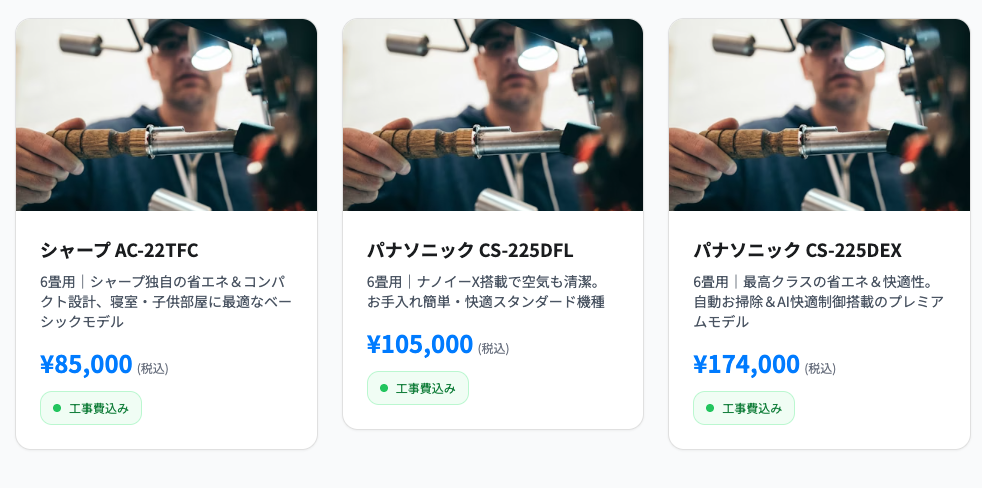 シャープ AC-22TFC
6畳用｜シャープ独自の省エネ＆コンパ
クト設計、寝室・子供部屋に最適なベー
シックモデル
¥85,000 (税込)
工事費込み
パナソニック CS-225DFL
6畳用｜ナノイーX搭載で空気も清潔。
お手入れ簡単・快適スタンダード機種
¥105,000 (税込)
工事費込み
パナソニック CS-225DEX
6畳用｜最高クラスの省エネ＆快適性。
自動お掃除＆AI快適制御搭載のプレミア
ムモデル
¥174,000 (税込)
工事費込み